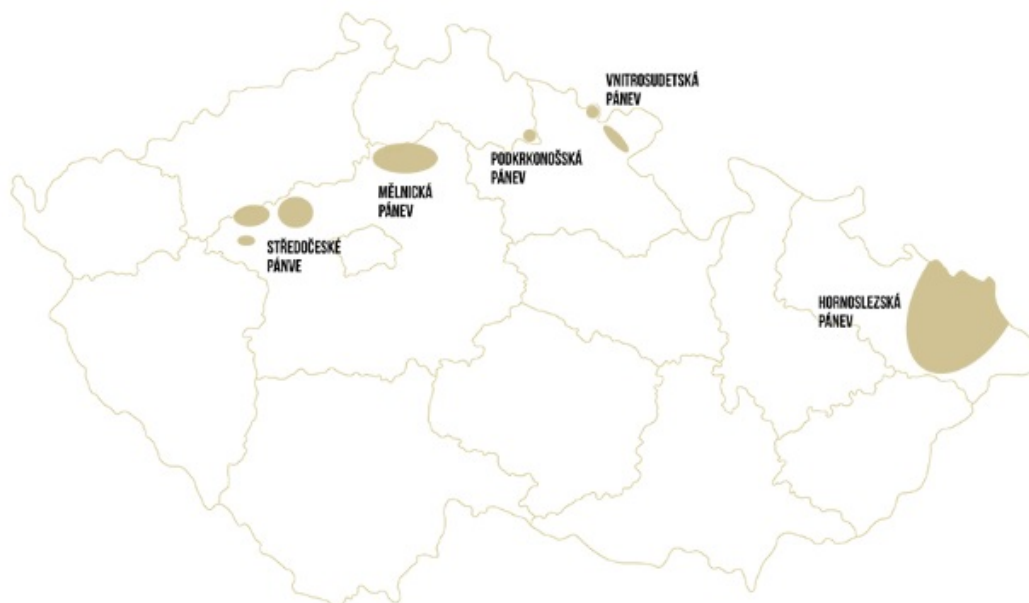 VNITROSUDETSKÁ
PÁNEV
PODKRKONOŠSKÁ
PÁNEV
MĚLNICKÁ
PÁNEV
STŘEDOČESKÉ
PÁNVE
HORNOSLEZSKÁ
PÁNEV